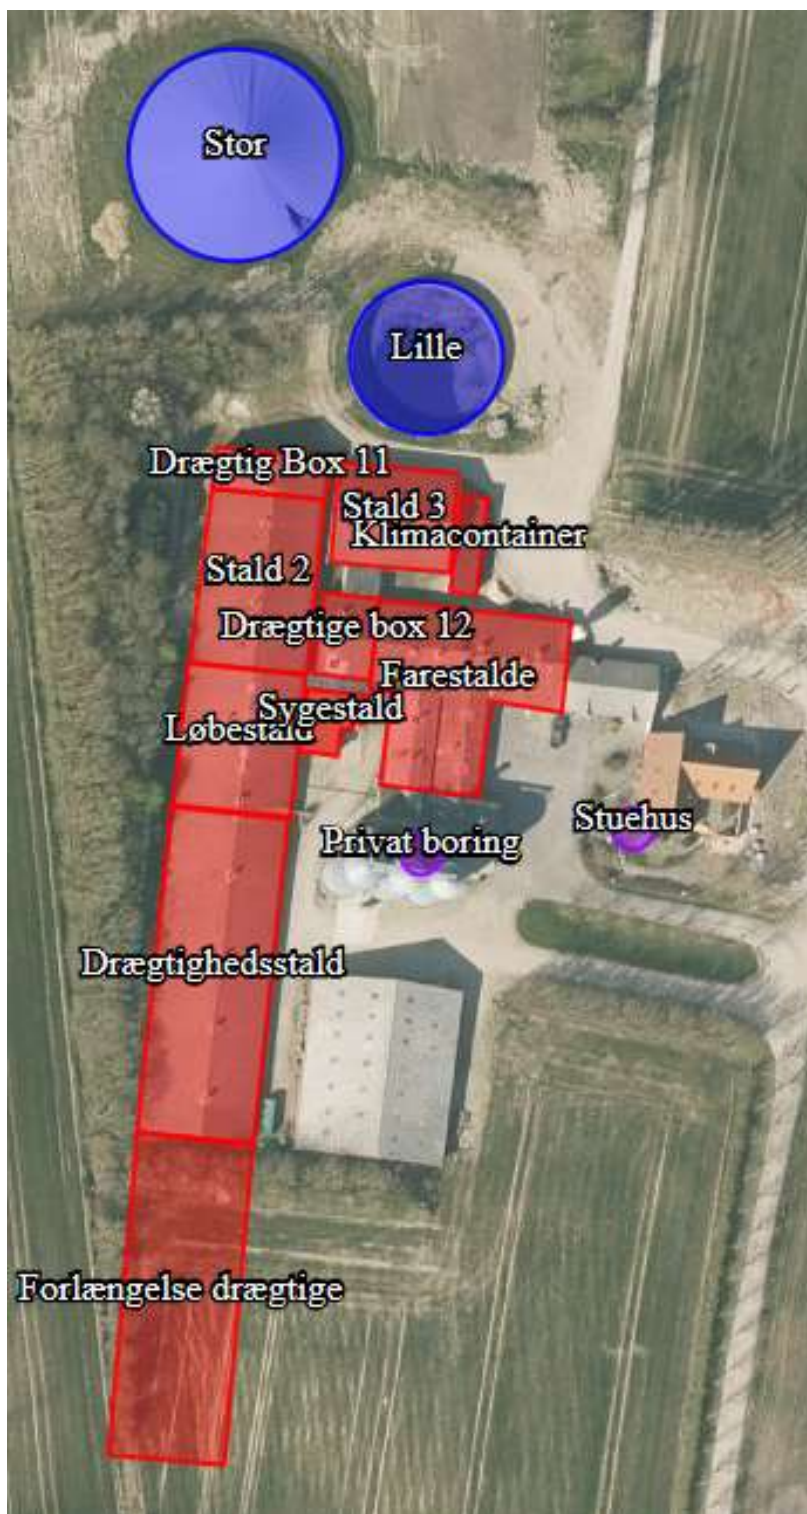 Stor
Lille
Drægtig Box 11
Stald 3
Klimacontainer
Stald 2
Drægtige box 12
Farestalde
Sygestald
Løbestald
Stuehus
Privat boring
Drægtighedsstald
Forlængelse drægtige